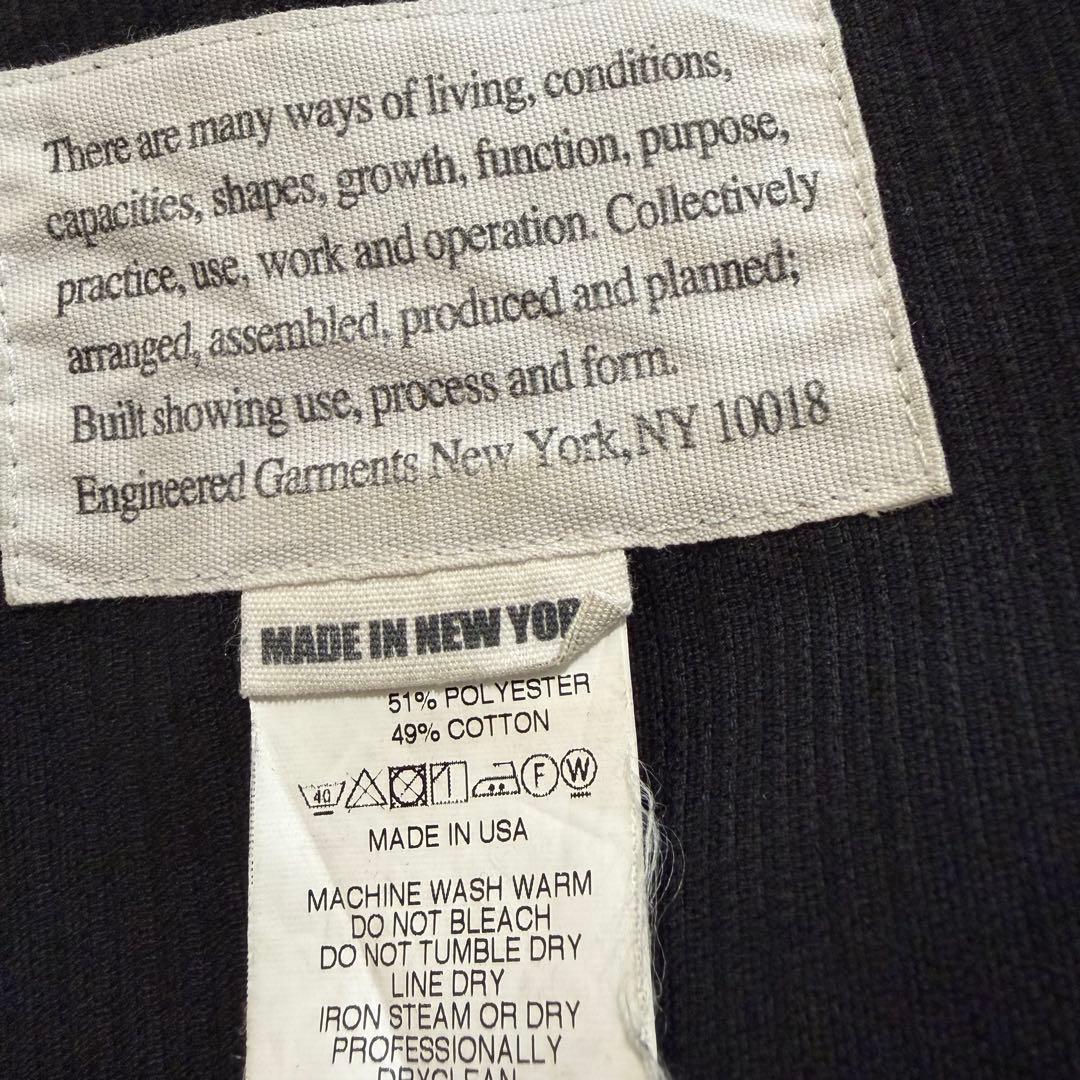 There are many ways of living, conditions,
capacities, shapes, growth, function, purpose,
practice, use, work and operation. Collectively
arranged, assembled, produced and planned;
Built showing use, process and form.
Engineered Garments New York, NY 10018
MADE IN NEW YOR
51% POLYESTER
49% COTTON
40 F W
MADE IN USA
MACHINE WASH WARM
DO NOT BLEACH
DO NOT TUMBLE DRY
LINE DRY
IRON STEAM OR DRY
PROFESSIONALLY
DRYCLEAN